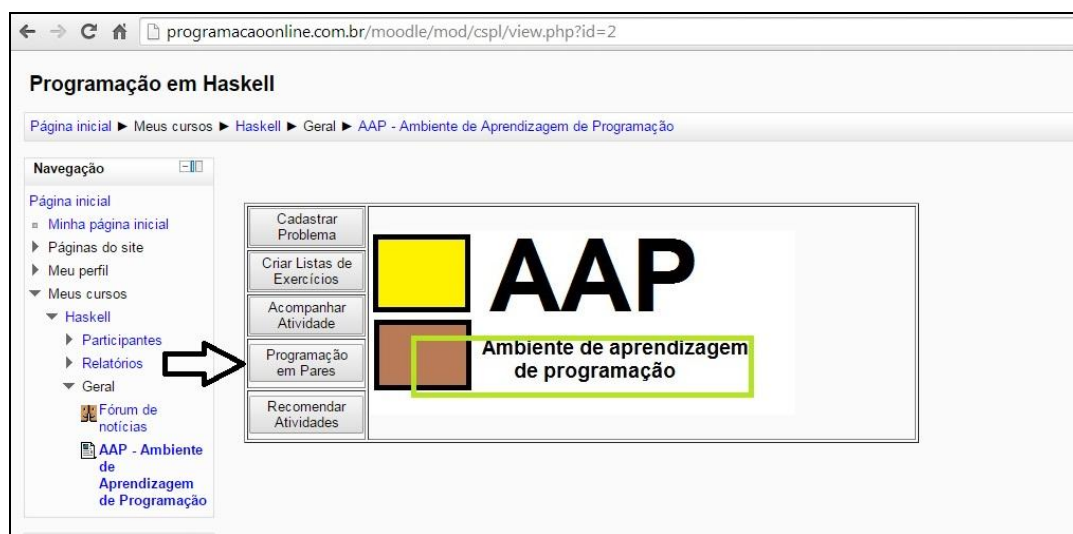 programacaoonline.com.br/moodle/mod/cspl/view.php?id=2
Programação em Haskell
Página inicial ► Meus cursos ► Haskell ► Geral ► AAP - Ambiente de Aprendizagem de Programação
Navegação
Página inicial
Minha página inicial
Páginas do site
Meu perfil
Meus cursos
Haskell
Participantes
Relatórios
Geral
Fórum de
notícias
AAP - Ambiente
de
Aprendizagem
de Programação
Cadastrar
Problema
Criar Listas de
Exercícios
Acompanhar
Atividade
Programação
em Pares
Recomendar
Atividades
AAP
Ambiente de aprendizagem
de programação